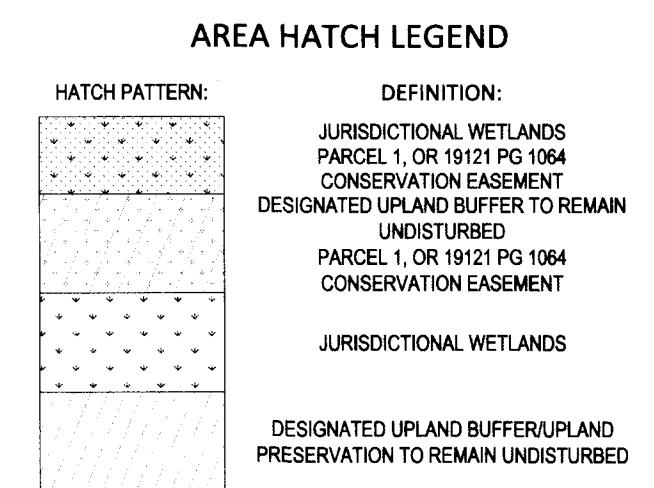 AREA HATCH LEGEND
HATCH PATTERN:
DEFINITION:
JURISDICTIONAL WETLANDS
PARCEL 1, OR 19121 PG 1064
CONSERVATION EASEMENT
DESIGNATED UPLAND BUFFER TO REMAIN
UNDISTURBED
PARCEL 1, OR 19121 PG 1064
CONSERVATION EASEMENT
JURISDICTIONAL WETLANDS
DESIGNATED UPLAND BUFFER/UPLAND
PRESERVATION TO REMAIN UNDISTURBED